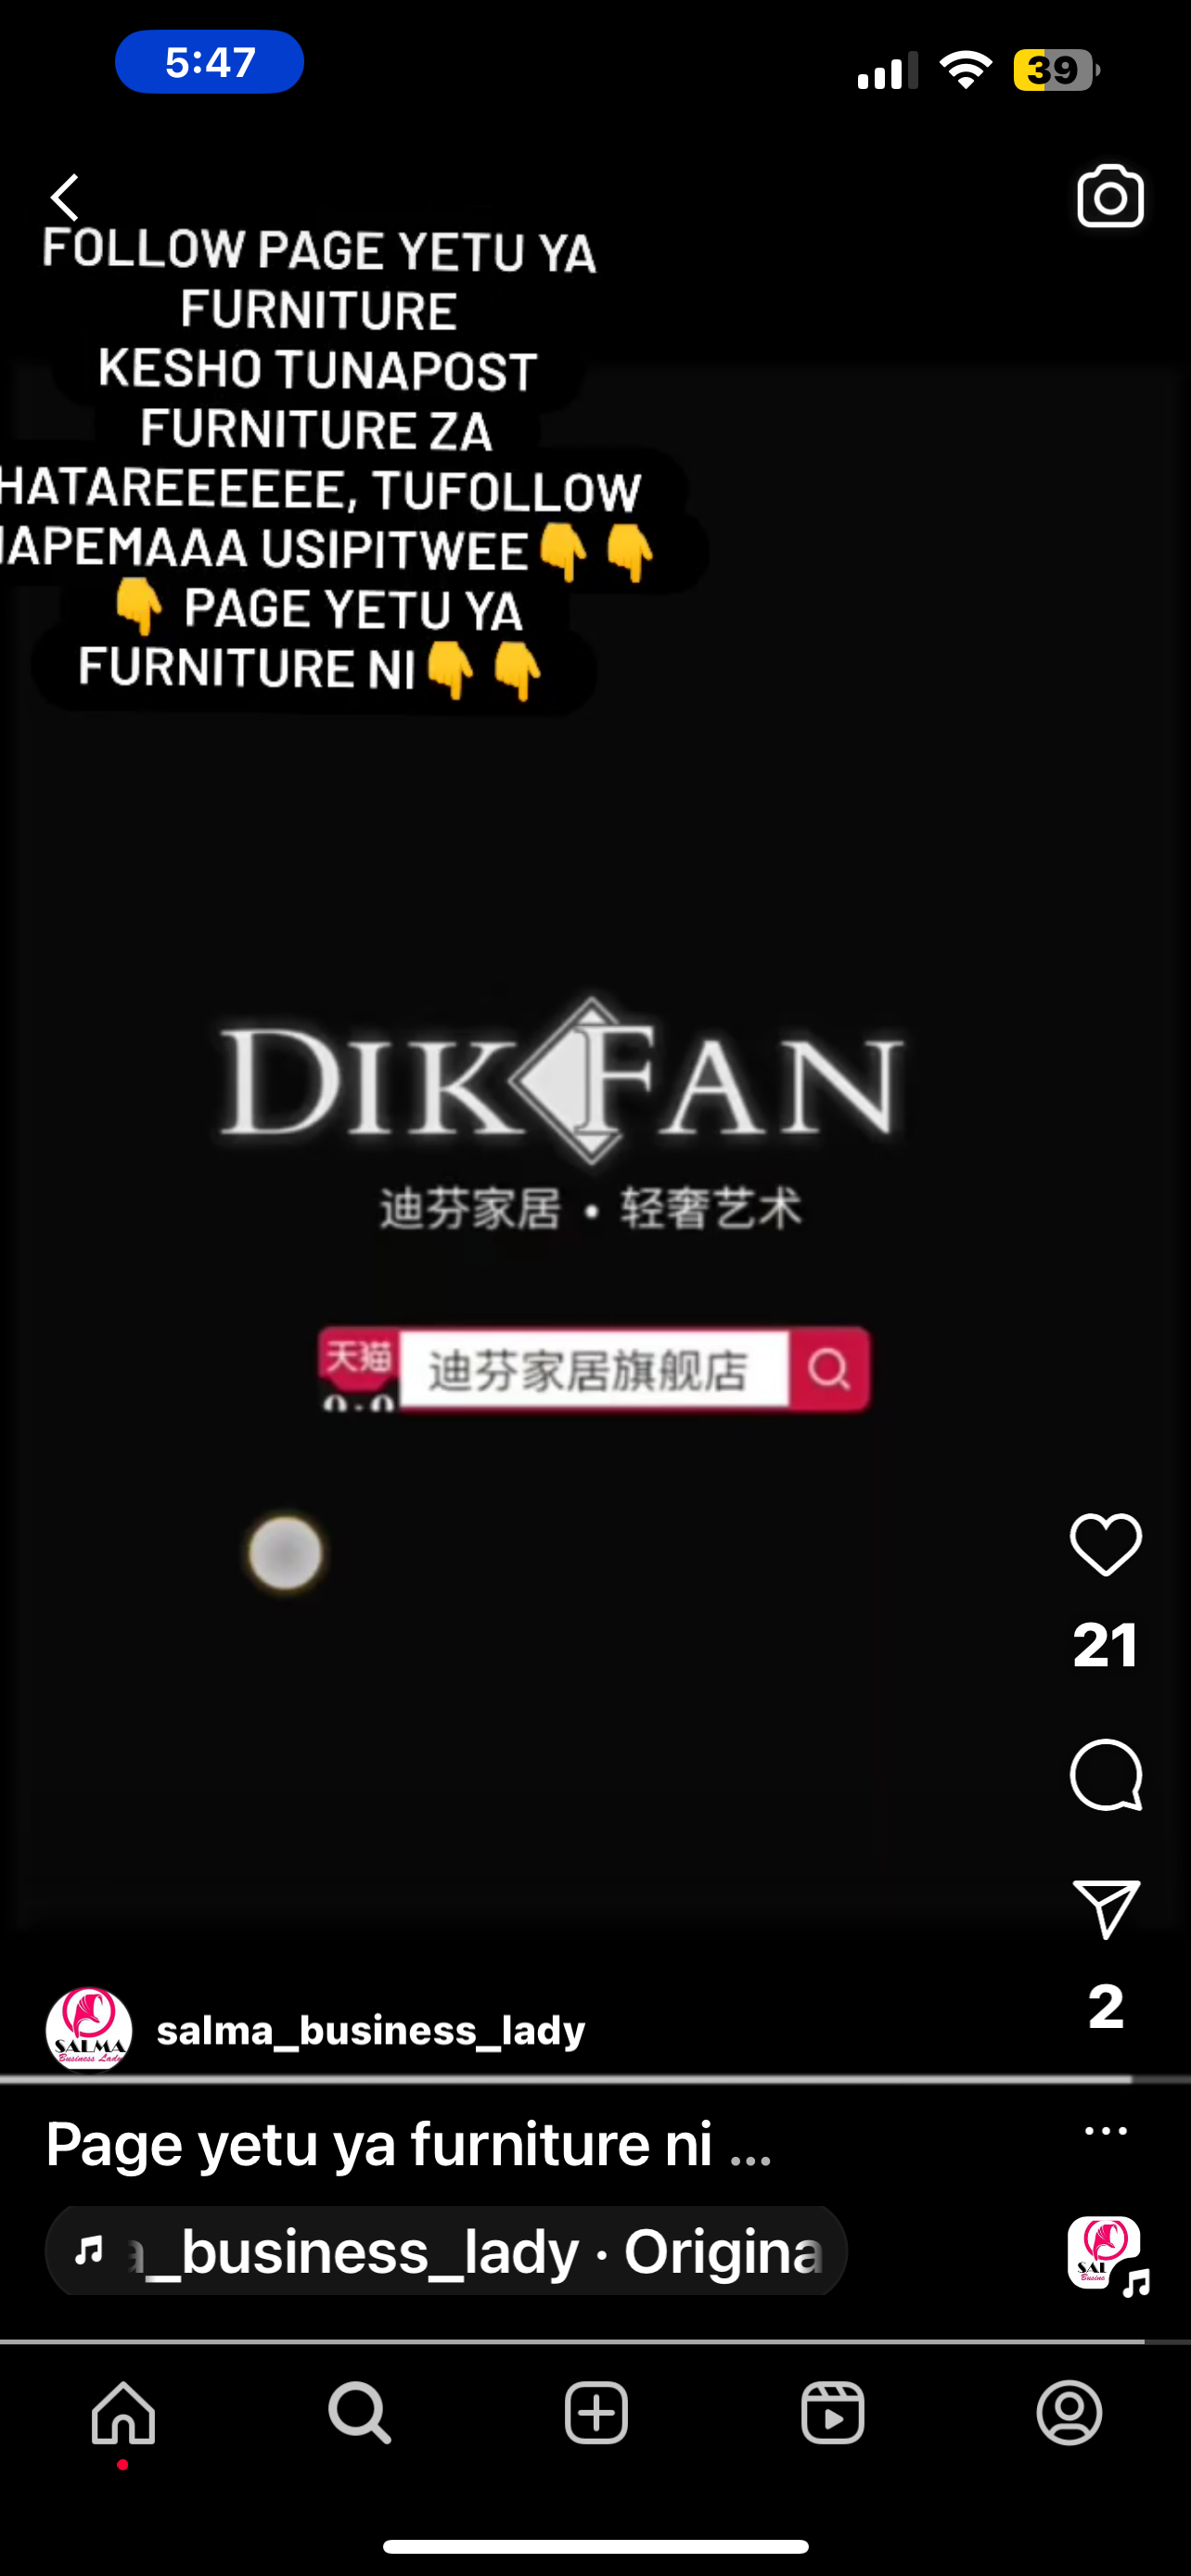 5:47
39
FOLLOW PAGE YETU YA
FURNITURE
KESHO TUNAPOST
FURNITURE ZA
HATAREEEEEE, TUFOLLOW
APEMAAA USIPITWEE👇👇
👇 PAGE YETU YA
FURNITURE NI👇👇
DIKFAN
迪芬家居 • 轻奢艺术
天猫 迪芬家居旗舰店
21
2
SALMA
Business Lady
salma_business_lady
Page yetu ya furniture ni ...
a_business_lady · Origina
SAL
Busine